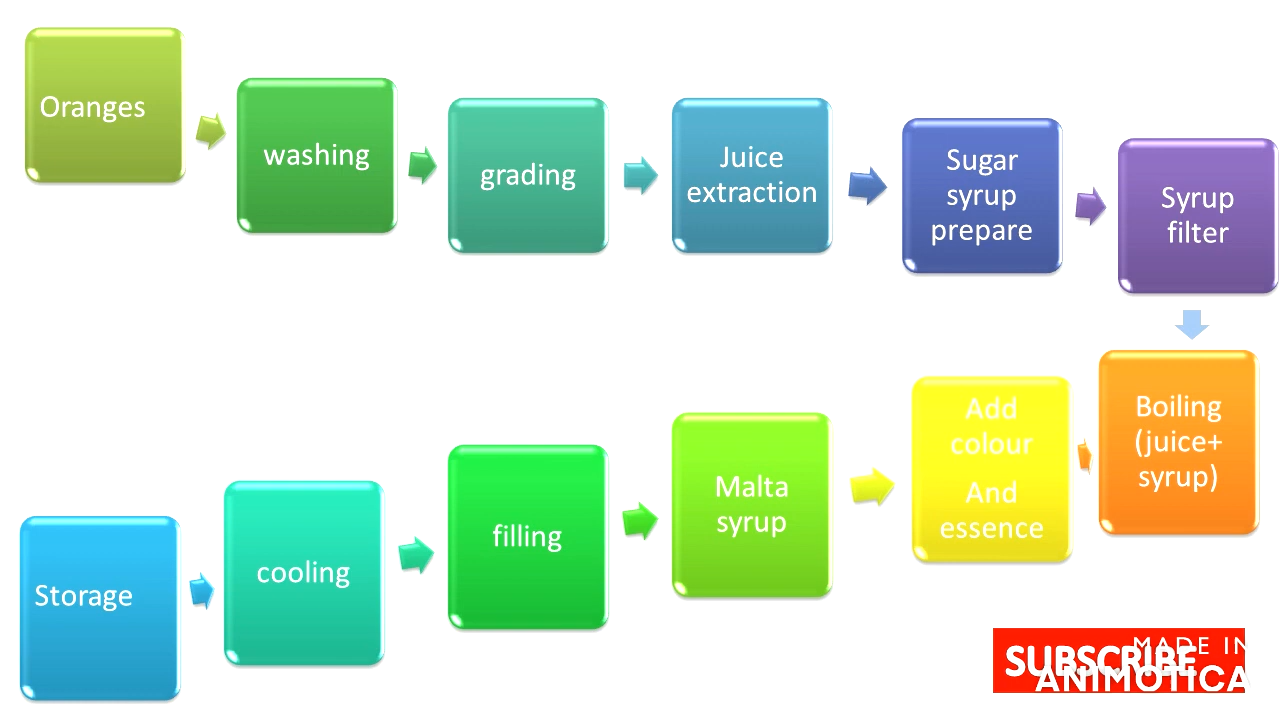 Oranges
washing
grading
Juice
extraction
Sugar
syrup
prepare
Syrup
filter
Boiling
(juice+
syrup)
Add
colour
And
essence
Malta
syrup
filling
cooling
Storage
SUBSCRIBE
MADE IN
ANIMOTICA